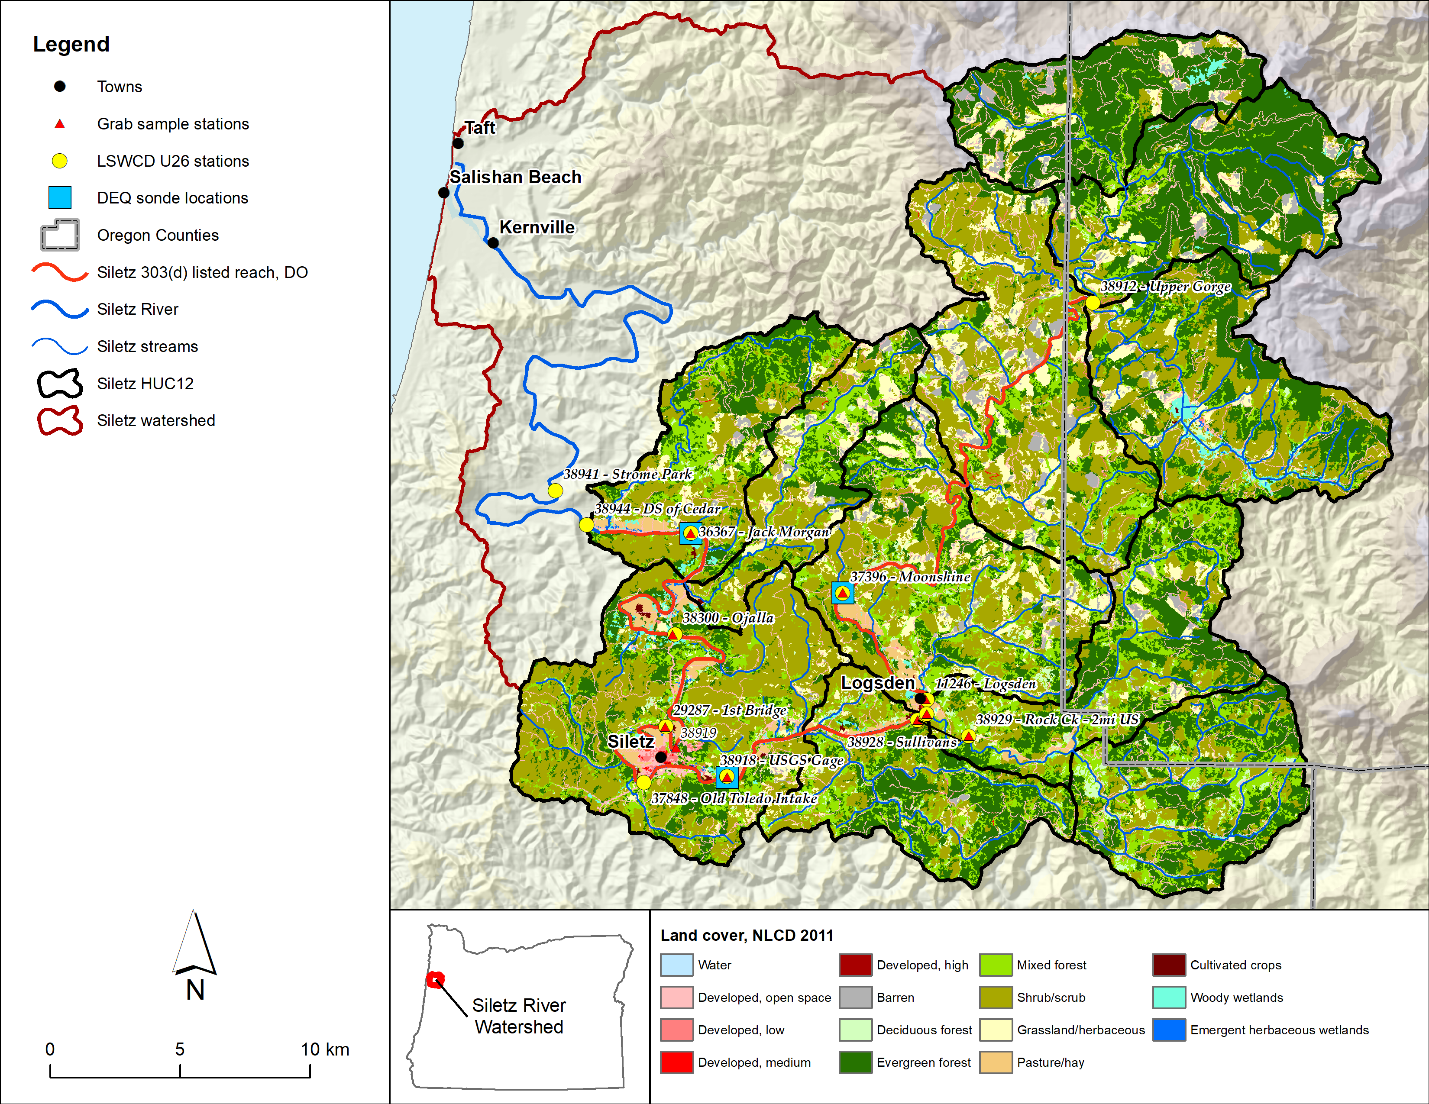 Legend
Towns
Grab sample stations
LSWCD U26 stations
DEQ sonde locations
Oregon Counties
Siletz 303(d) listed reach, DO
Siletz River
Siletz streams
Siletz HUC12
Siletz watershed
N
0 5 10 km
Taft
Salishan Beach
Kernville
38912 - Upper Gorge
38941 - Strome Park
38944 - DS of Cedar
36367 - Jack Morgan
37396 - Moonshine
38300 - Ojalla
Logsden
11246 - Logsden
29287 - 1st Bridge
38929 - Rock Ck - 2mi US
38919
Siletz
38928 - Sullivans
38918 - USGS Gage
37848 - Old Toledo Intake
Siletz River
Watershed
Land cover, NLCD 2011
Water
Developed, open space
Developed, low
Developed, medium
Developed, high
Barren
Deciduous forest
Evergreen forest
Mixed forest
Shrub/scrub
Grassland/herbaceous
Pasture/hay
Cultivated crops
Woody wetlands
Emergent herbaceous wetlands